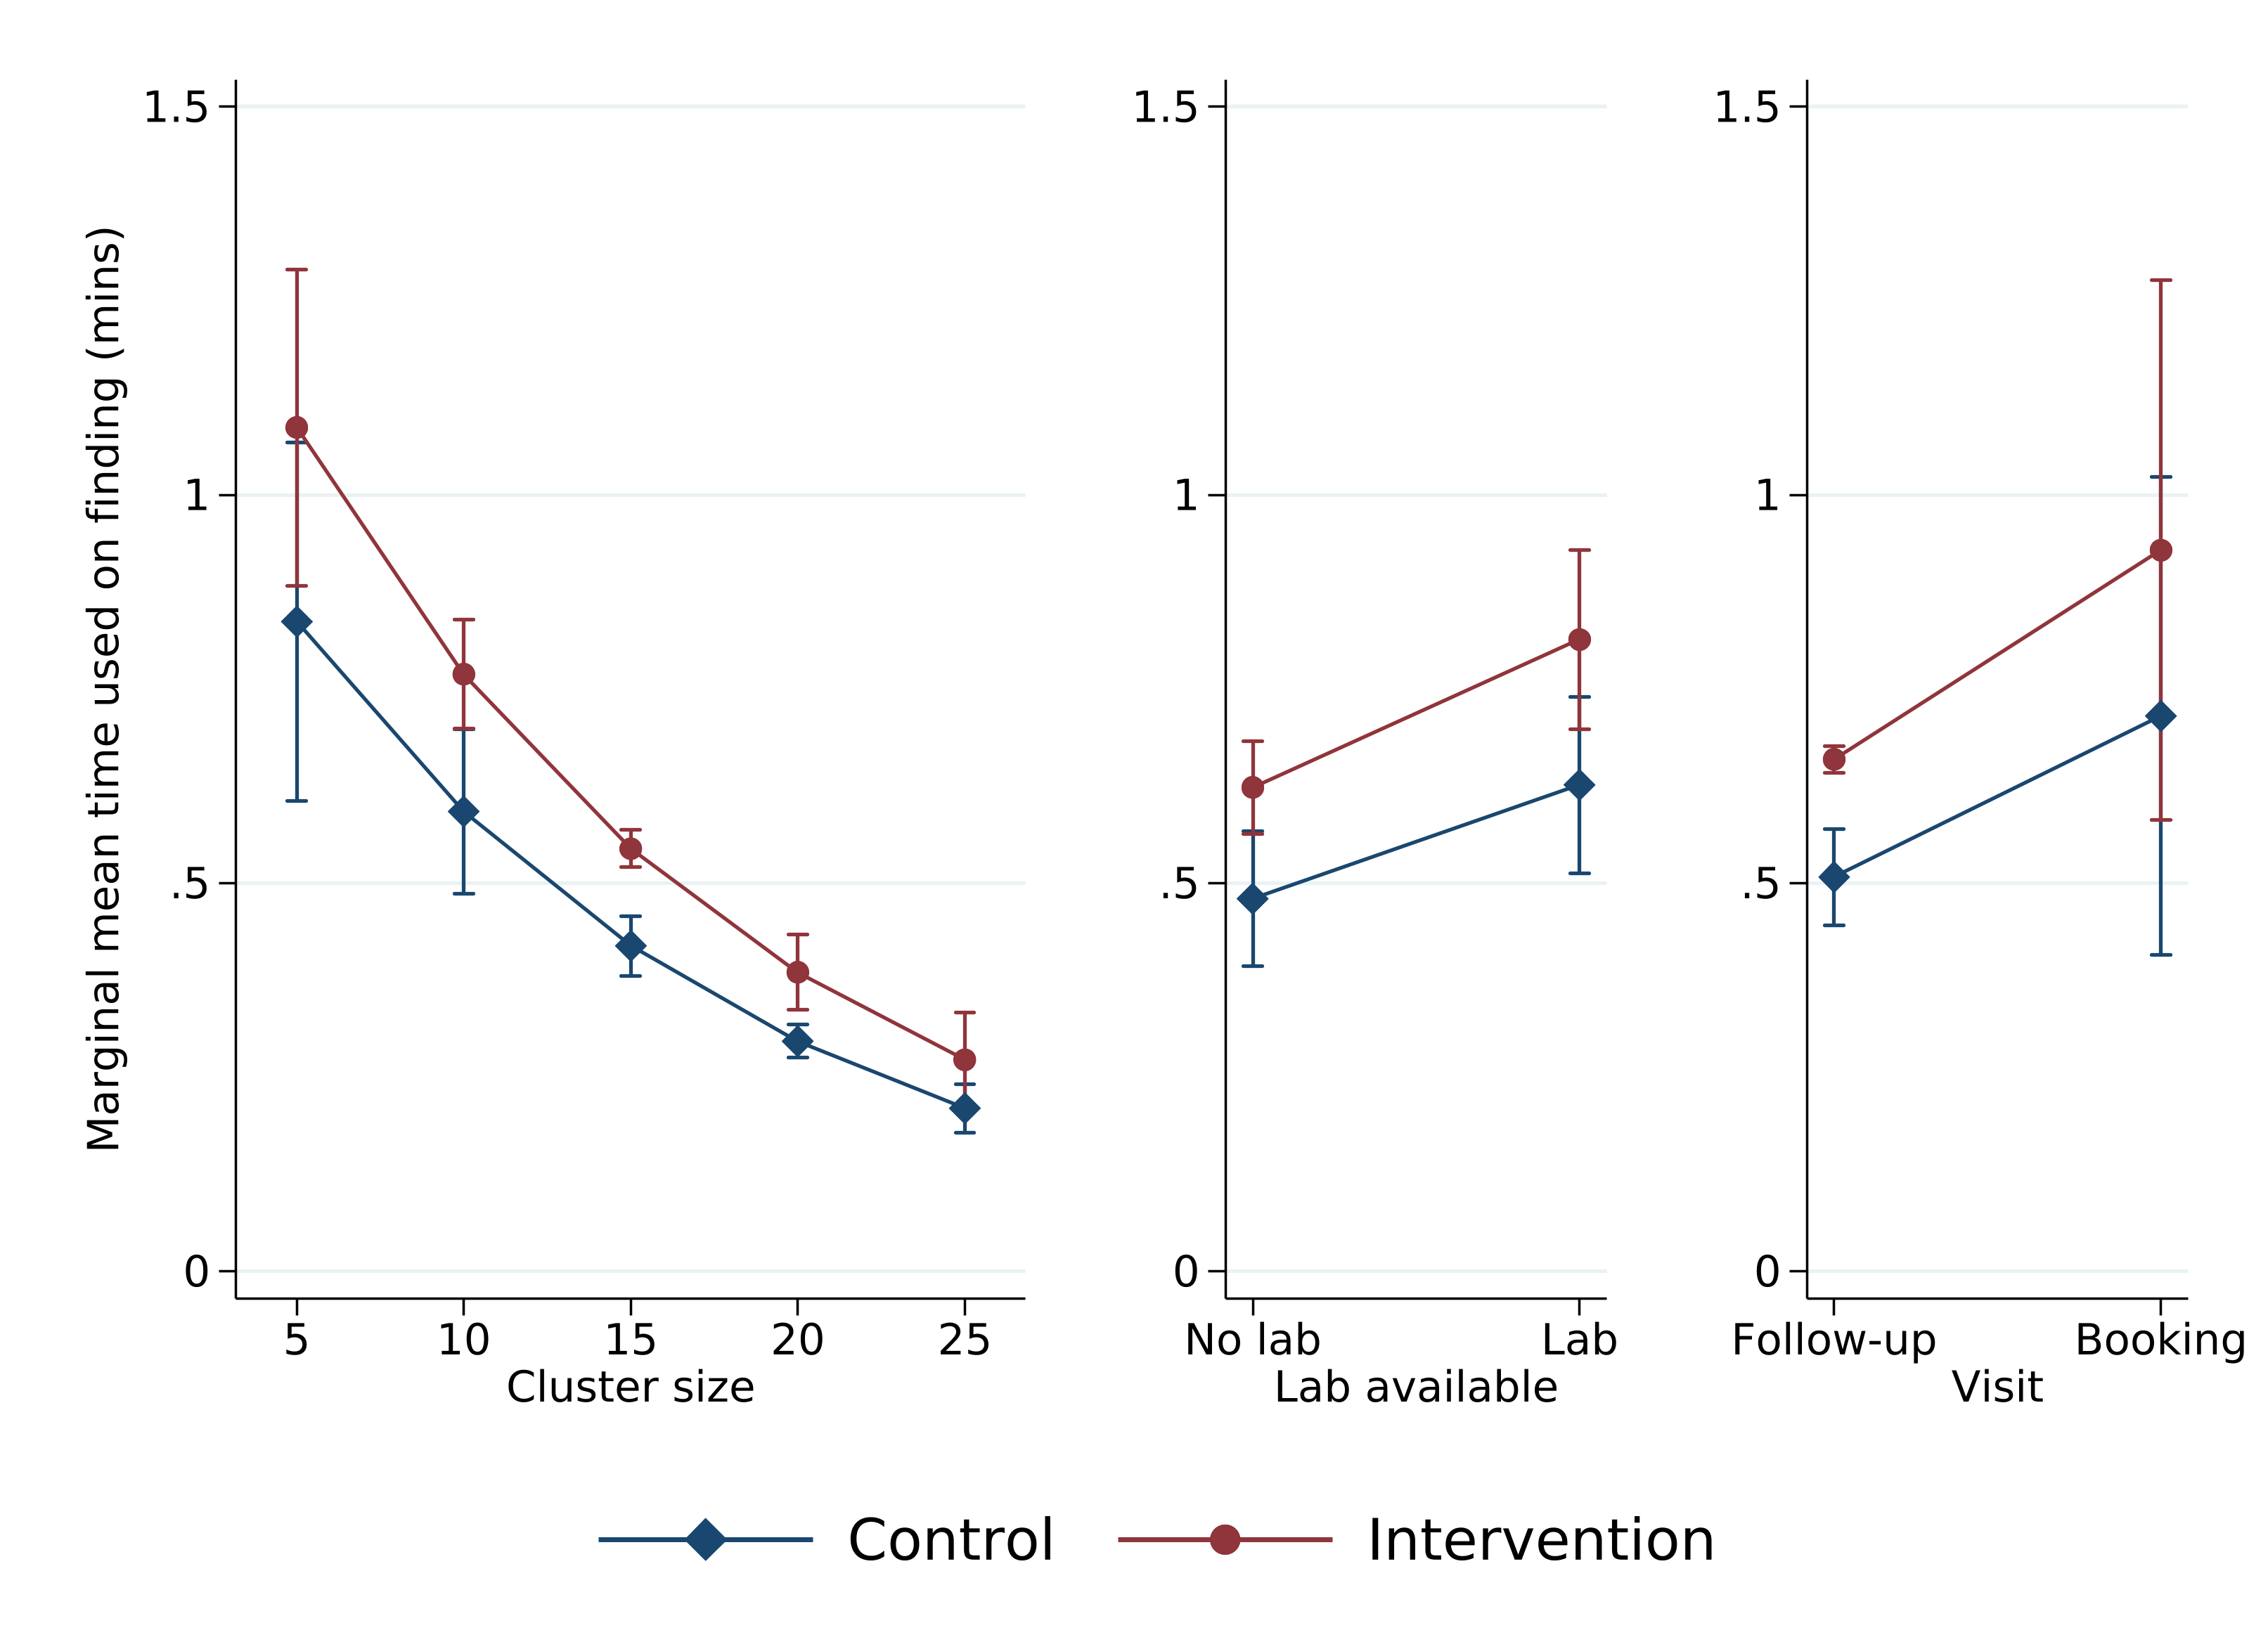 Marginal mean time used on finding (mins)
1.5
1
.5
0
5 10 15 20 25
Cluster size
1.5
1
.5
0
No lab Lab
Lab available
1.5
1
.5
0
Follow-up Booking
Visit
Control Intervention